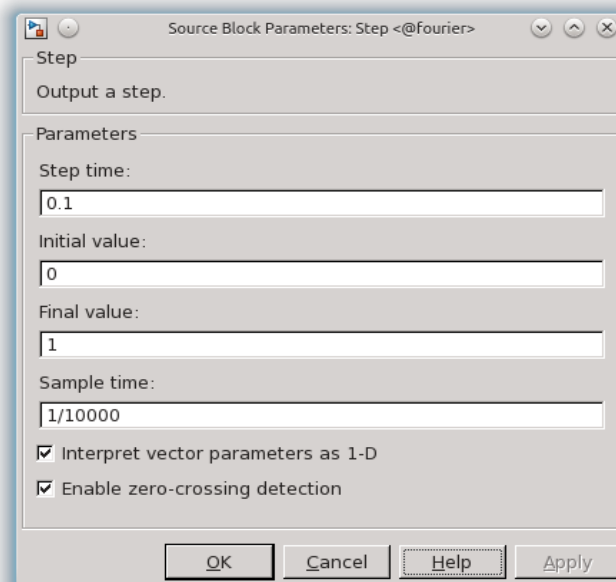 Source Block Parameters: Step <@fourier>
Step
Output a step.
Parameters
Step time:
0.1
Initial value:
0
Final value:
1
Sample time:
1/10000
Interpret vector parameters as 1-D
Enable zero-crossing detection
OK Cancel Help Apply